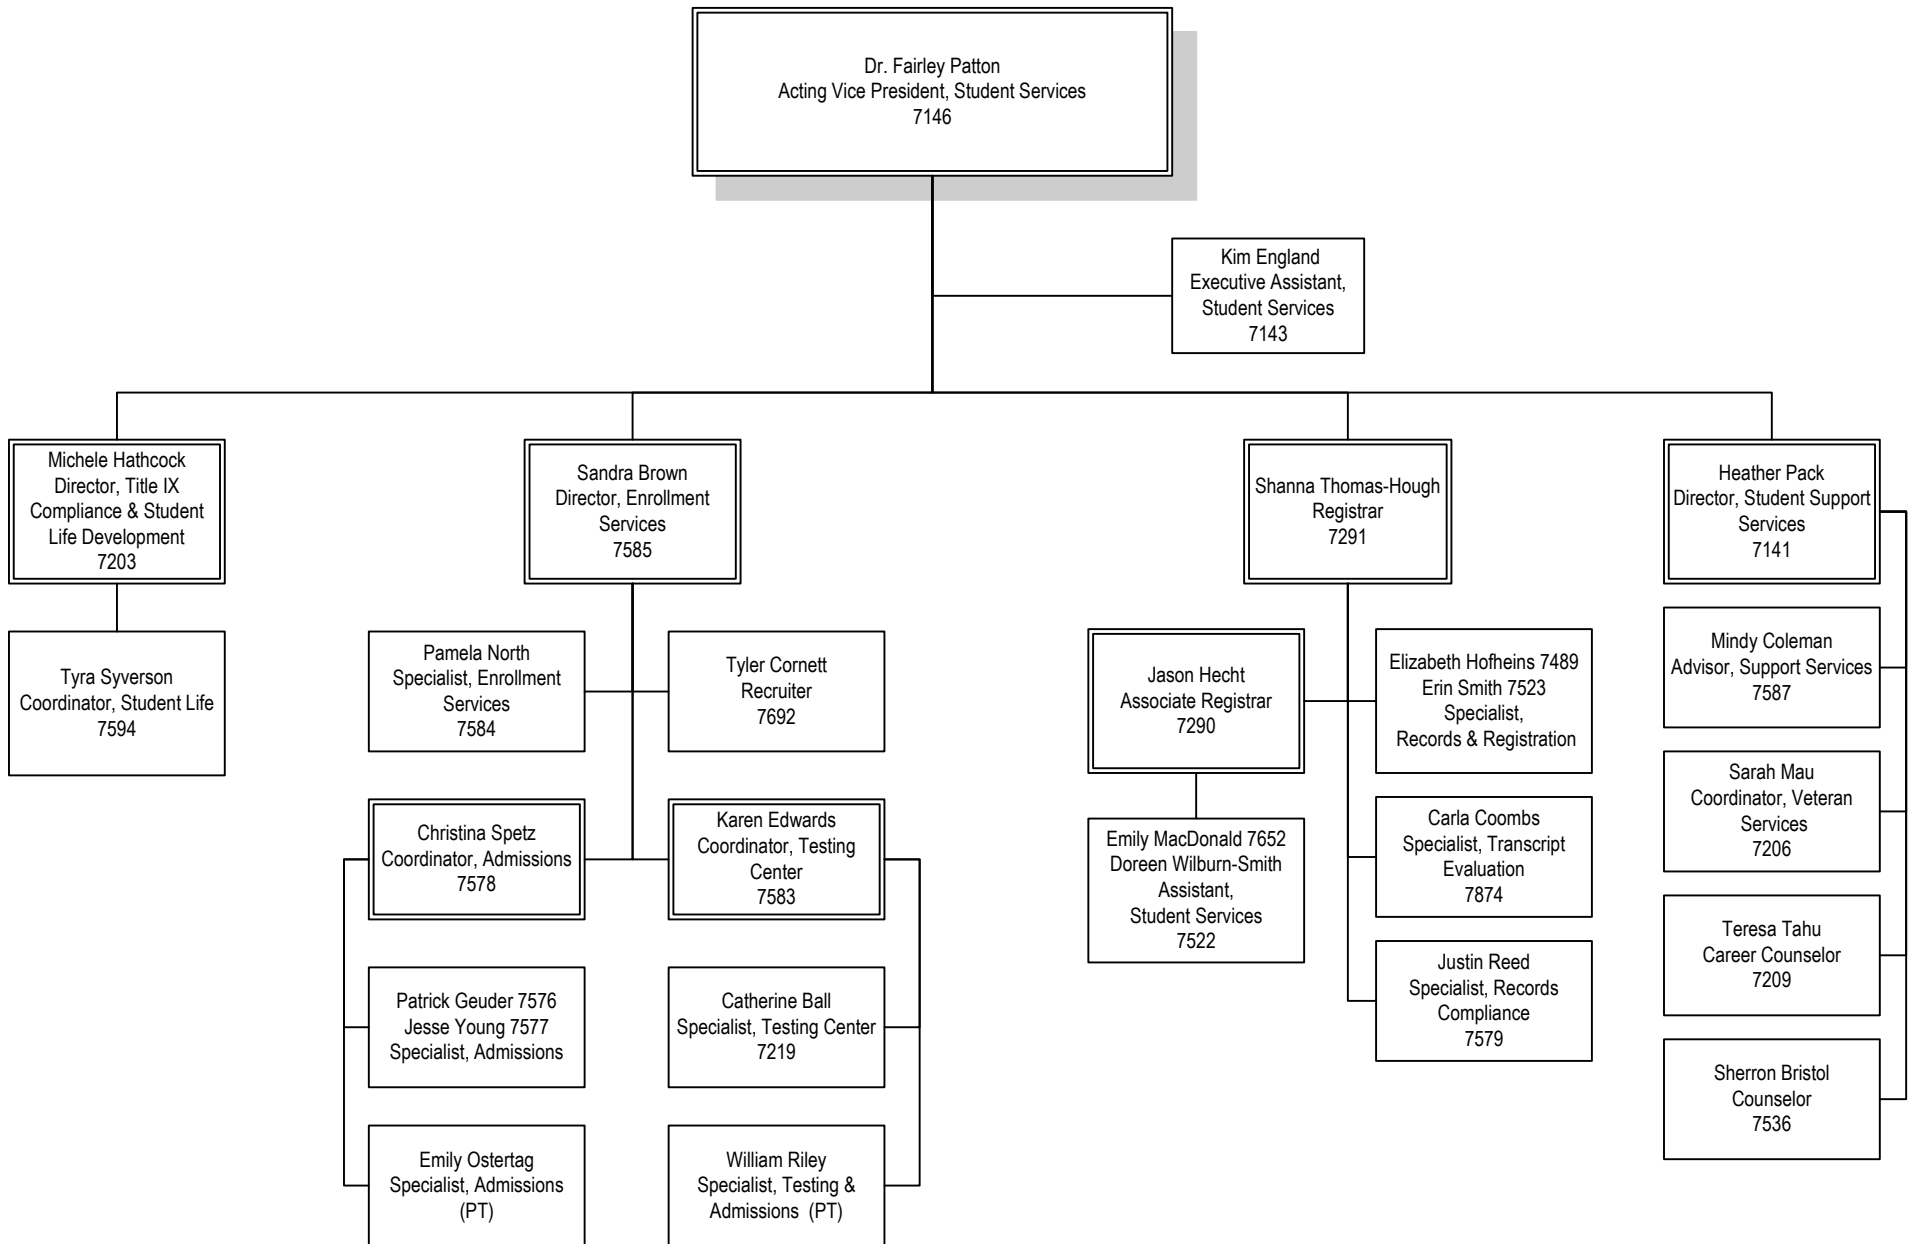 Dr. Fairley Patton
Acting Vice President, Student Services
7146
Kim England
Executive Assistant,
Student Services
7143
Michele Hathcock
Director, Title IX
Compliance & Student
Life Development
7203
Sandra Brown
Director, Enrollment
Services
7585
Shanna Thomas-Hough
Registrar
7291
Heather Pack
Director, Student Support
Services
7141
Tyra Syverson
Coordinator, Student Life
7594
Pamela North
Specialist, Enrollment
Services
7584
Tyler Cornett
Recruiter
7692
Christina Spetz
Coordinator, Admissions
7578
Karen Edwards
Coordinator, Testing
Center
7583
Patrick Geuder 7576
Jesse Young 7577
Specialist, Admissions
Catherine Ball
Specialist, Testing Center
7219
Emily Ostertag
Specialist, Admissions
(PT)
William Riley
Specialist, Testing &
Admissions (PT)
Jason Hecht
Associate Registrar
7290
Elizabeth Hofheins 7489
Erin Smith 7523
Specialist,
Records & Registration
Emily MacDonald 7652
Doreen Wilburn-Smith
Assistant,
Student Services
7522
Carla Coombs
Specialist, Transcript
Evaluation
7874
Justin Reed
Specialist, Records
Compliance
7579
Mindy Coleman
Advisor, Support Services
7587
Sarah Mau
Coordinator, Veteran
Services
7206
Teresa Tahu
Career Counselor
7209
Sherron Bristol
Counselor
7536